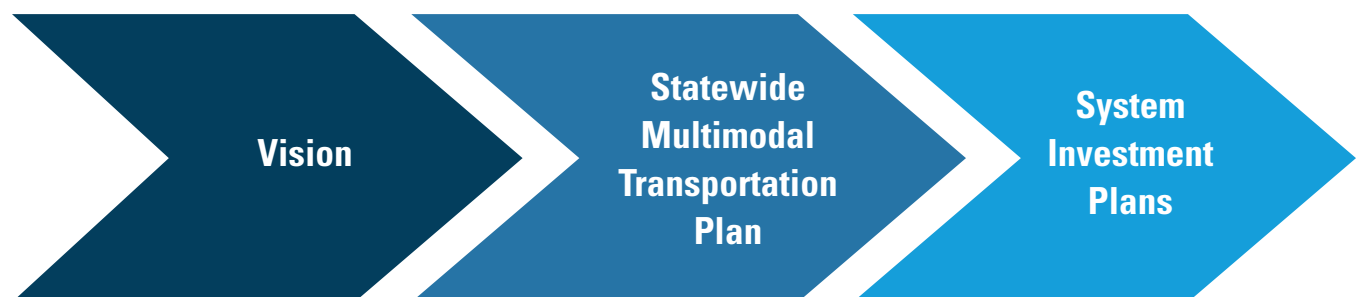 Vision
Statewide
Multimodal
Transportation
Plan
System
Investment
Plans